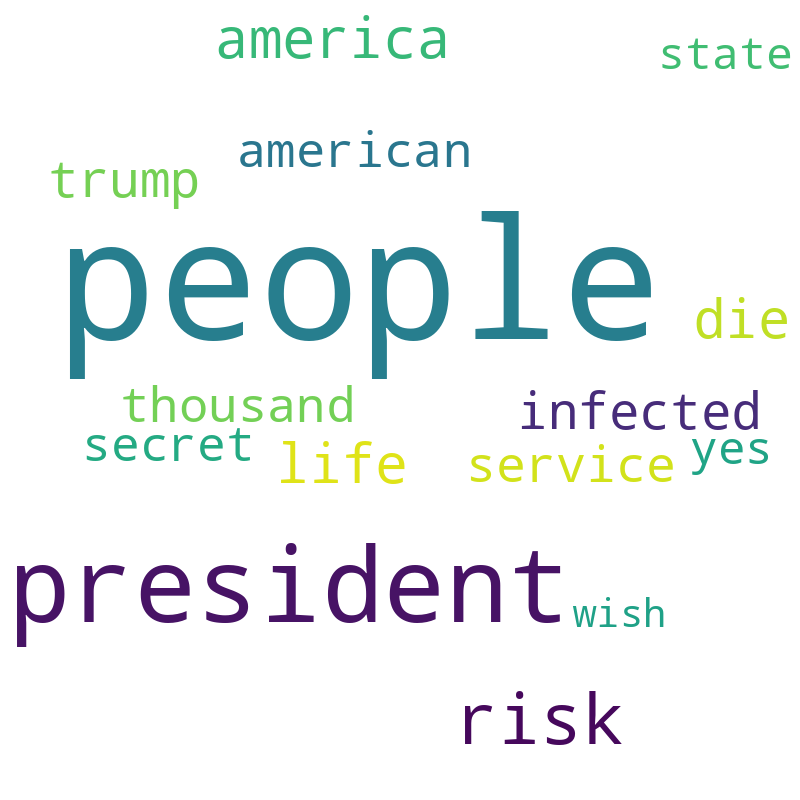 america
state
american
trump
people
die
thousand
infected
secret
life
service
yes
president
wish
risk